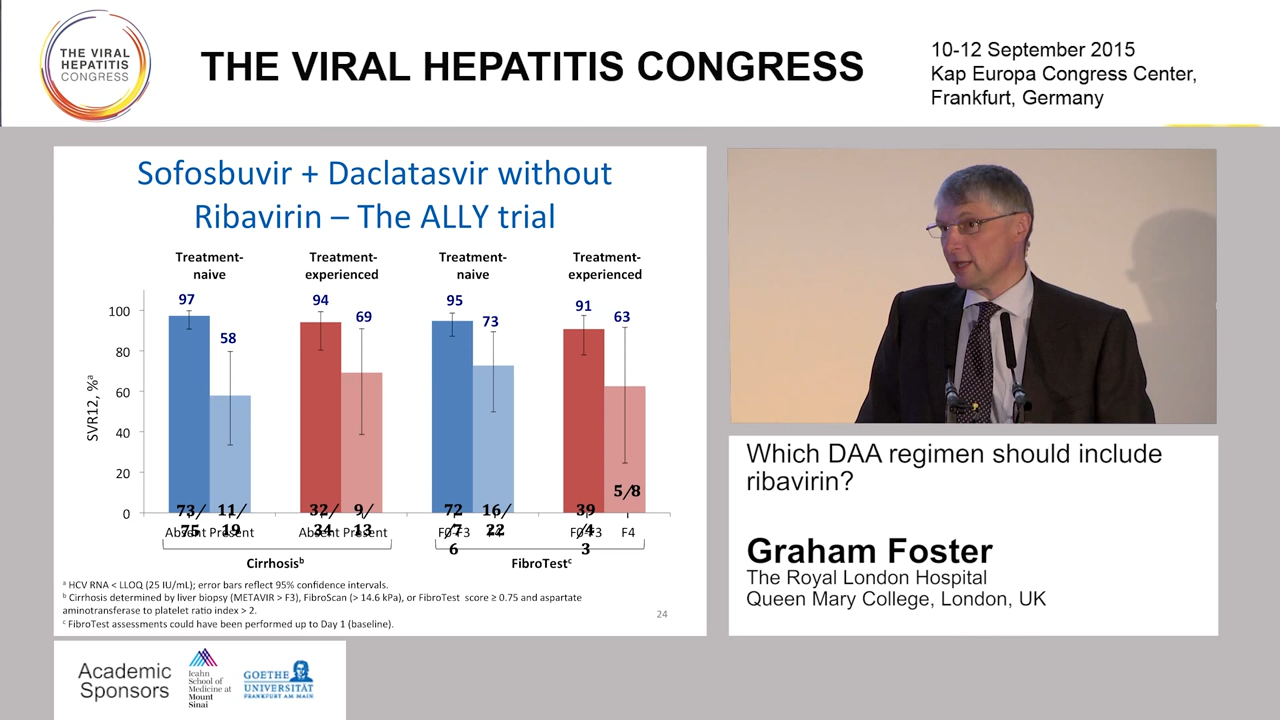 THE VIRAL
HEPATITIS
CONGRESS
THE VIRAL HEPATITIS CONGRESS
10-12 September 2015
Kap Europa Congress Center,
Frankfurt, Germany
Sofosbuvir + Daclatasvir without
Ribavirin – The ALLY trial
Treatment-
naive
Treatment-
experienced
Treatment-
naive
Treatment-
experienced
97
58
94
69
95
73
91
63
SVR12, %ᵃ
100
80
60
40
20
0
73/
75
11/
19
32/
34
9/
13
72
/7
6
16/
22
39
/4
3
5/8
Absent Present
Absent Present
F0-F3 F4
F0-F3 F4
Cirrhosisᵇ
FibroTestᶜ
ᵃ HCV RNA < LLOQ (25 IU/mL); error bars reflect 95% confidence intervals.
ᵇ Cirrhosis determined by liver biopsy (METAVIR > F3), FibroScan (> 14.6 kPa), or FibroTest score ≥ 0.75 and aspartate
aminotransferase to platelet ratio index > 2.
ᶜ FibroTest assessments could have been performed up to Day 1 (baseline).
24
Which DAA regimen should include
ribavirin?
Graham Foster
The Royal London Hospital
Queen Mary College, London, UK
Academic
Sponsors
Icahn
School of
Medicine at
Mount
Sinai
GOETHE
UNIVERSITÄT
FRANKFURT AM MAIN